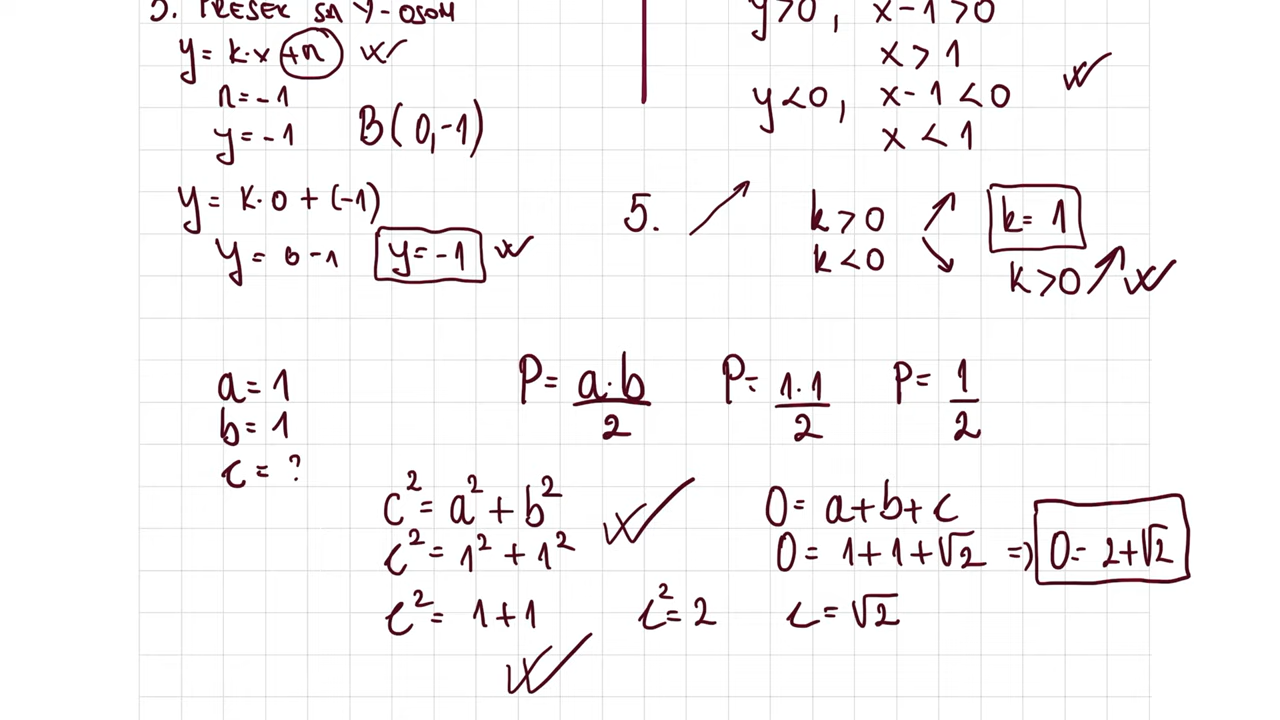 3. PRESEK SA Y-OSOM
y = k·x + n
n = -1
y = -1 B(0,-1)
y = k·0 + (-1)
y = 0 - 1 y = -1
y > 0, x - 1 > 0
x > 1
y < 0, x - 1 < 0
x < 1
5. k > 0 k = 1
k < 0 k > 0
a = 1
b = 1
c = ?
P = a·b/2 P = 1·1/2 P = 1/2
c² = a² + b²
c² = 1² + 1²
c² = 1 + 1 c² = 2 c = √2
O = a + b + c
O = 1 + 1 + √2 => O = 2 + √2